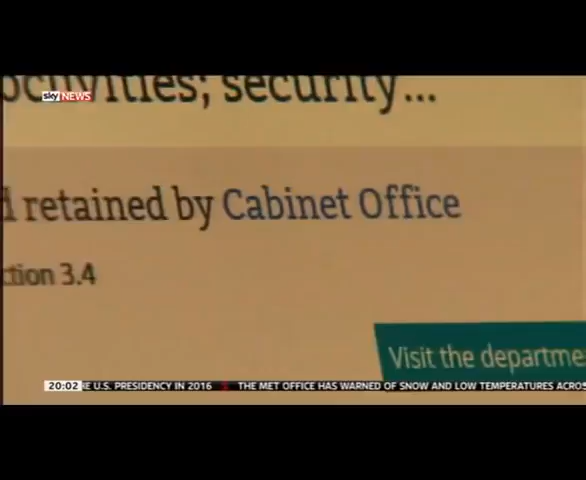 octivities; security...
sky NEWS
d retained by Cabinet Office
ction 3.4
Visit the departme
20:02 E U.S. PRESIDENCY IN 2016 THE MET OFFICE HAS WARNED OF SNOW AND LOW TEMPERATURES ACROS